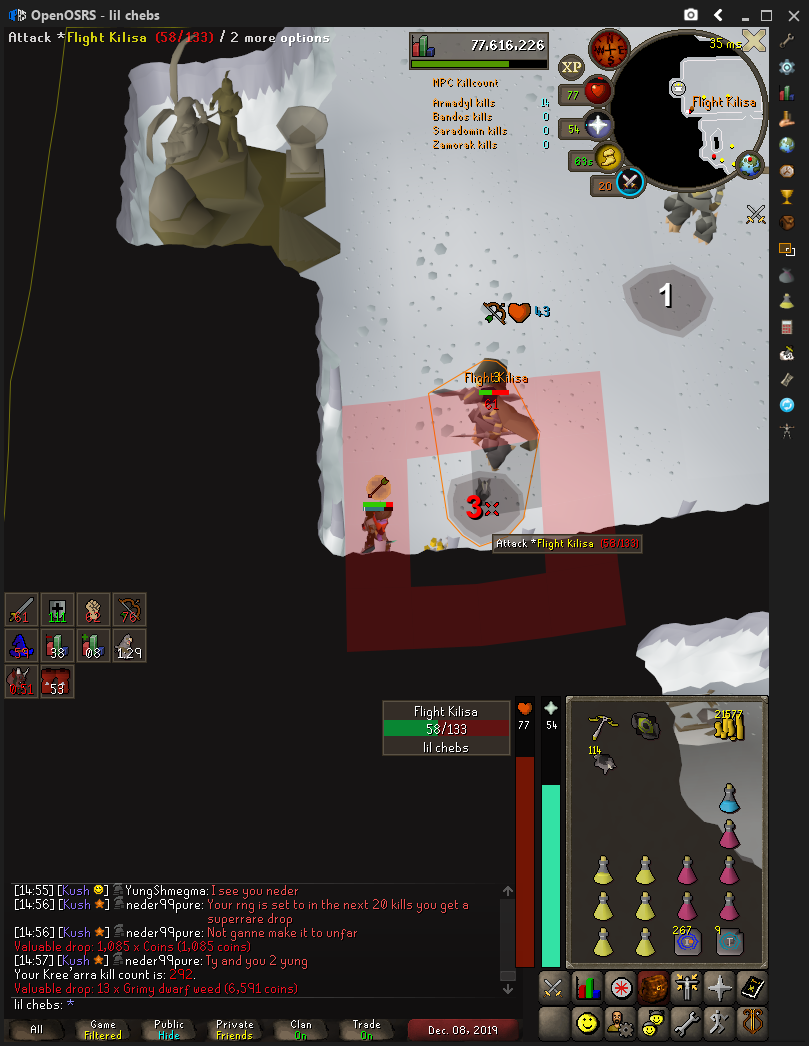 OpenOSRS - lil chebs
Attack *Flight Kilisa (58/133) / 2 more options
77,616,226
35 ms
XP
MPC Killcount
Armadyl kills 14
Bandos kills 0
Saradomin kills 0
Zamorak kills 0
77
54
63s
20
Flight Kilisa
1
43
Flight Kilisa
3
61
3
Attack *Flight Kilisa (58/133)
111
76
59
38
08
1:29
53
Flight Kilisa
58/133
lil chebs
77
54
21577
114
267
9
[14:55] [Kush] YungShmegma: I see you neder
[14:56] [Kush] neder99pure: Your rng is set to in the next 20 kills you get a
superrare drop
[14:56] [Kush] neder99pure: Not ganne make it to unfar
Valuable drop: 1,085 x Coins (1,085 coins)
[14:57] [Kush] neder99pure: Ty and you 2 yung
Your Kree'arra kill count is: 292.
Valuable drop: 13 x Grimy dwarf weed (6,591 coins)
lil chebs: *
All
Game
Filtered
Public
Hide
Private
Friends
Clan
On
Trade
On
Dec. 08, 2019